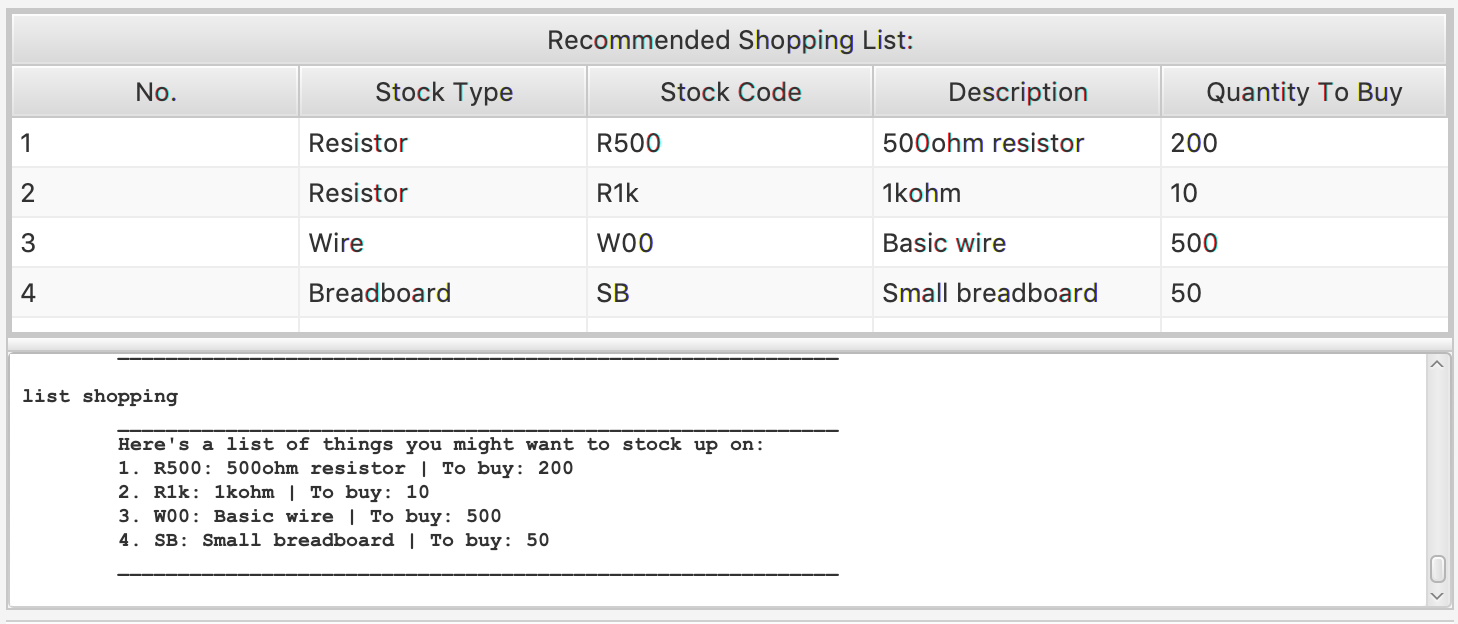 Recommended Shopping List:
No. Stock Type Stock Code Description Quantity To Buy
1 Resistor R500 500ohm resistor 200
2 Resistor R1k 1kohm 10
3 Wire W00 Basic wire 500
4 Breadboard SB Small breadboard 50
list shopping
Here's a list of things you might want to stock up on:
1. R500: 500ohm resistor | To buy: 200
2. R1k: 1kohm | To buy: 10
3. W00: Basic wire | To buy: 500
4. SB: Small breadboard | To buy: 50